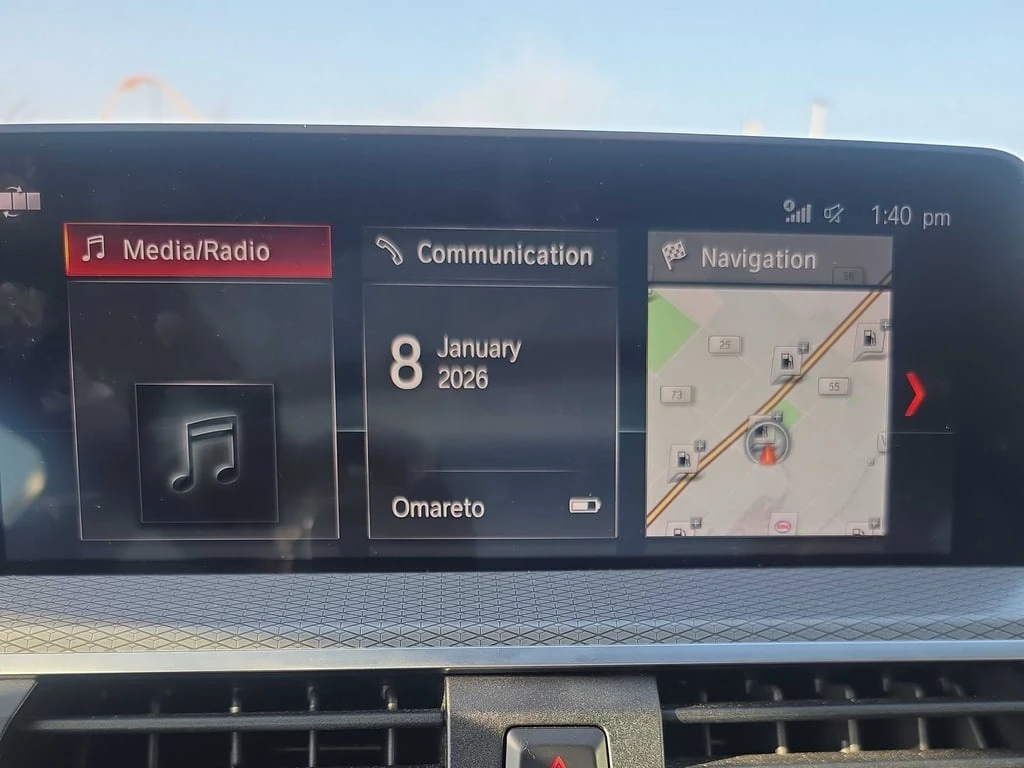 1:40 pm
Media/Radio
Communication
Navigation
8 January
2026
Omareto
25
55
73